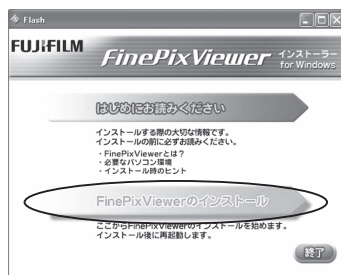 Flash
FUJIFILM
FinePixViewer インストーラー
for Windows
はじめにお読みください
インストールする際の大切な情報です。
インストールの前に必ずお読みください。
・FinePixViewerとは?
・必要なパソコン環境
・インストール時のヒント
FinePixViewerのインストール
ここからFinePixViewerのインストールを始めます。
インストール後に再起動します。
終了